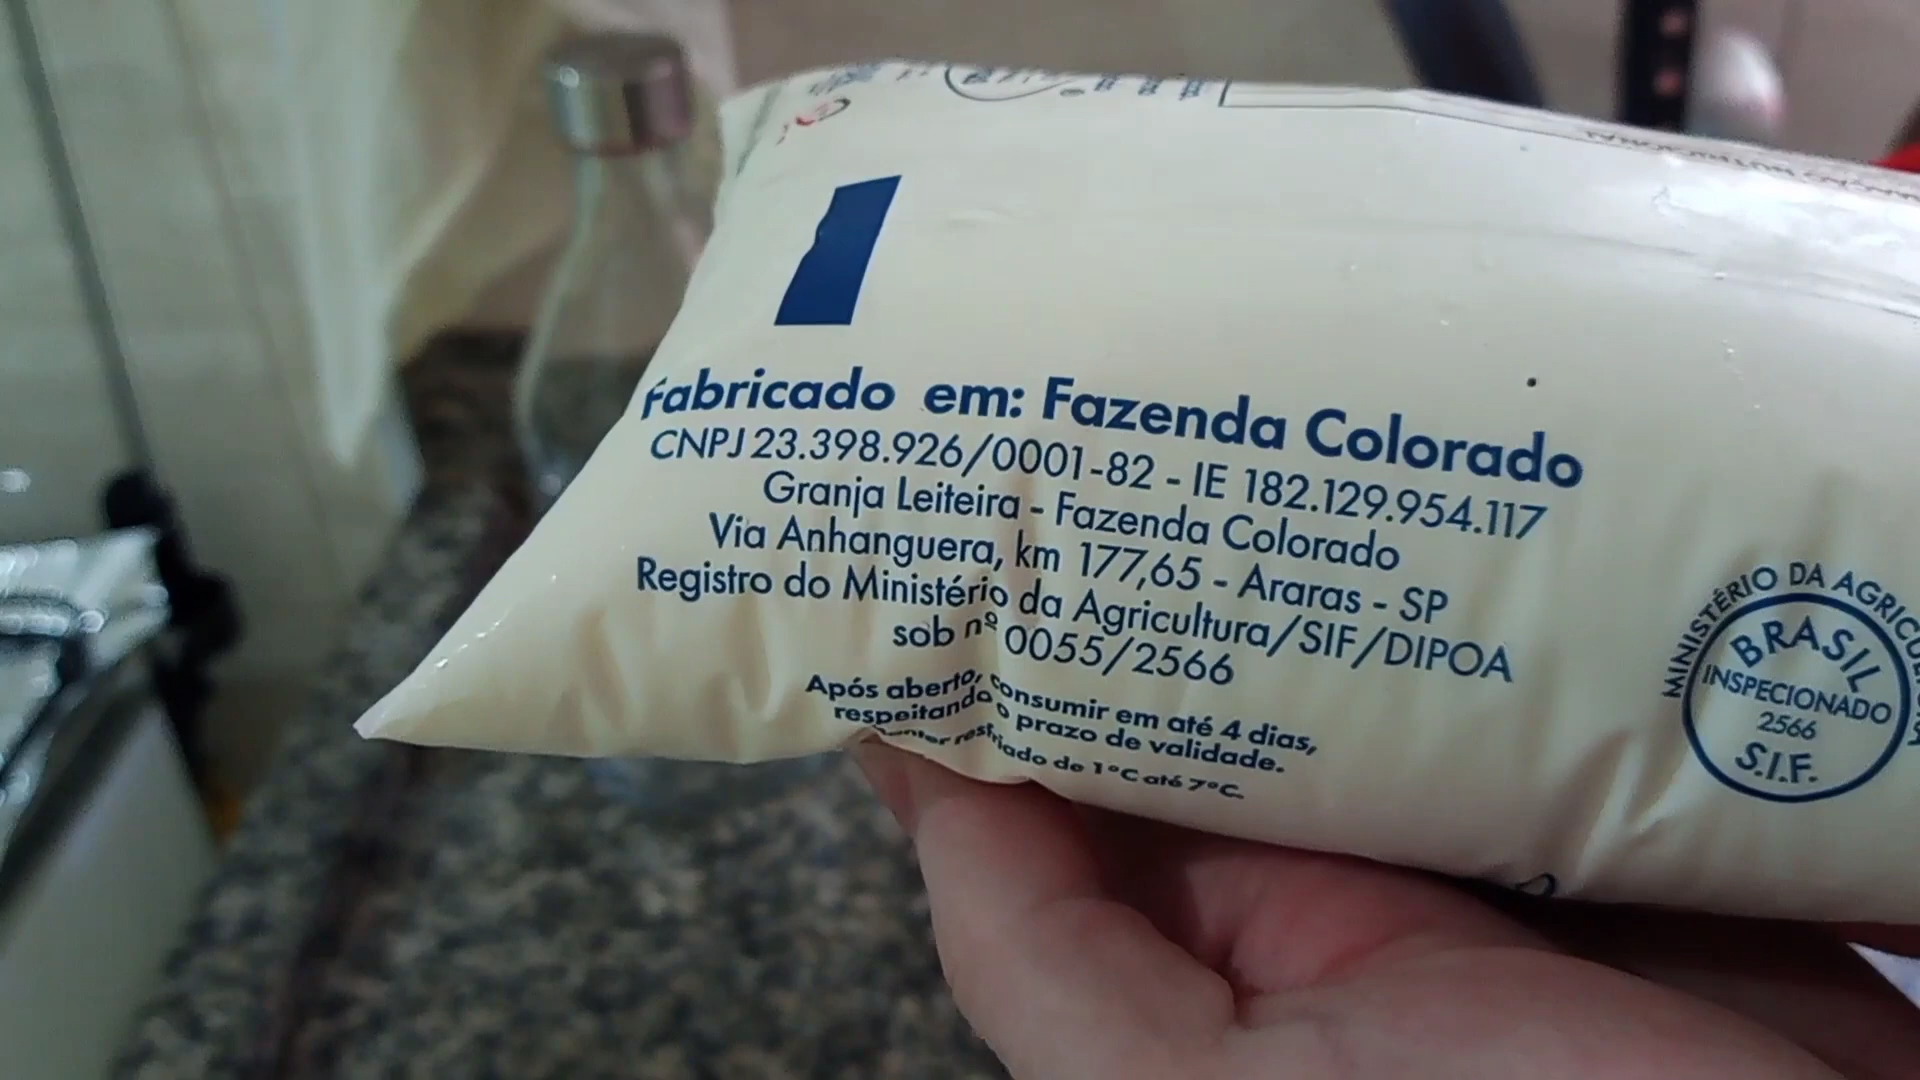 Fabricado em: Fazenda Colorado
CNPJ 23.398.926/0001-82 - IE 182.129.954.117
Granja Leiteira - Fazenda Colorado
Via Anhanguera, km 177,65 - Araras - SP
Registro do Ministério da Agricultura/SIF/DIPOA
sob nº 0055/2566
Após aberto, consumir em até 4 dias,
respeitando o prazo de validade.
Manter resfriado de 1°C até 7°C.
MINISTÉRIO DA
BRASIL
INSPECIONADO
2566
S.I.F.